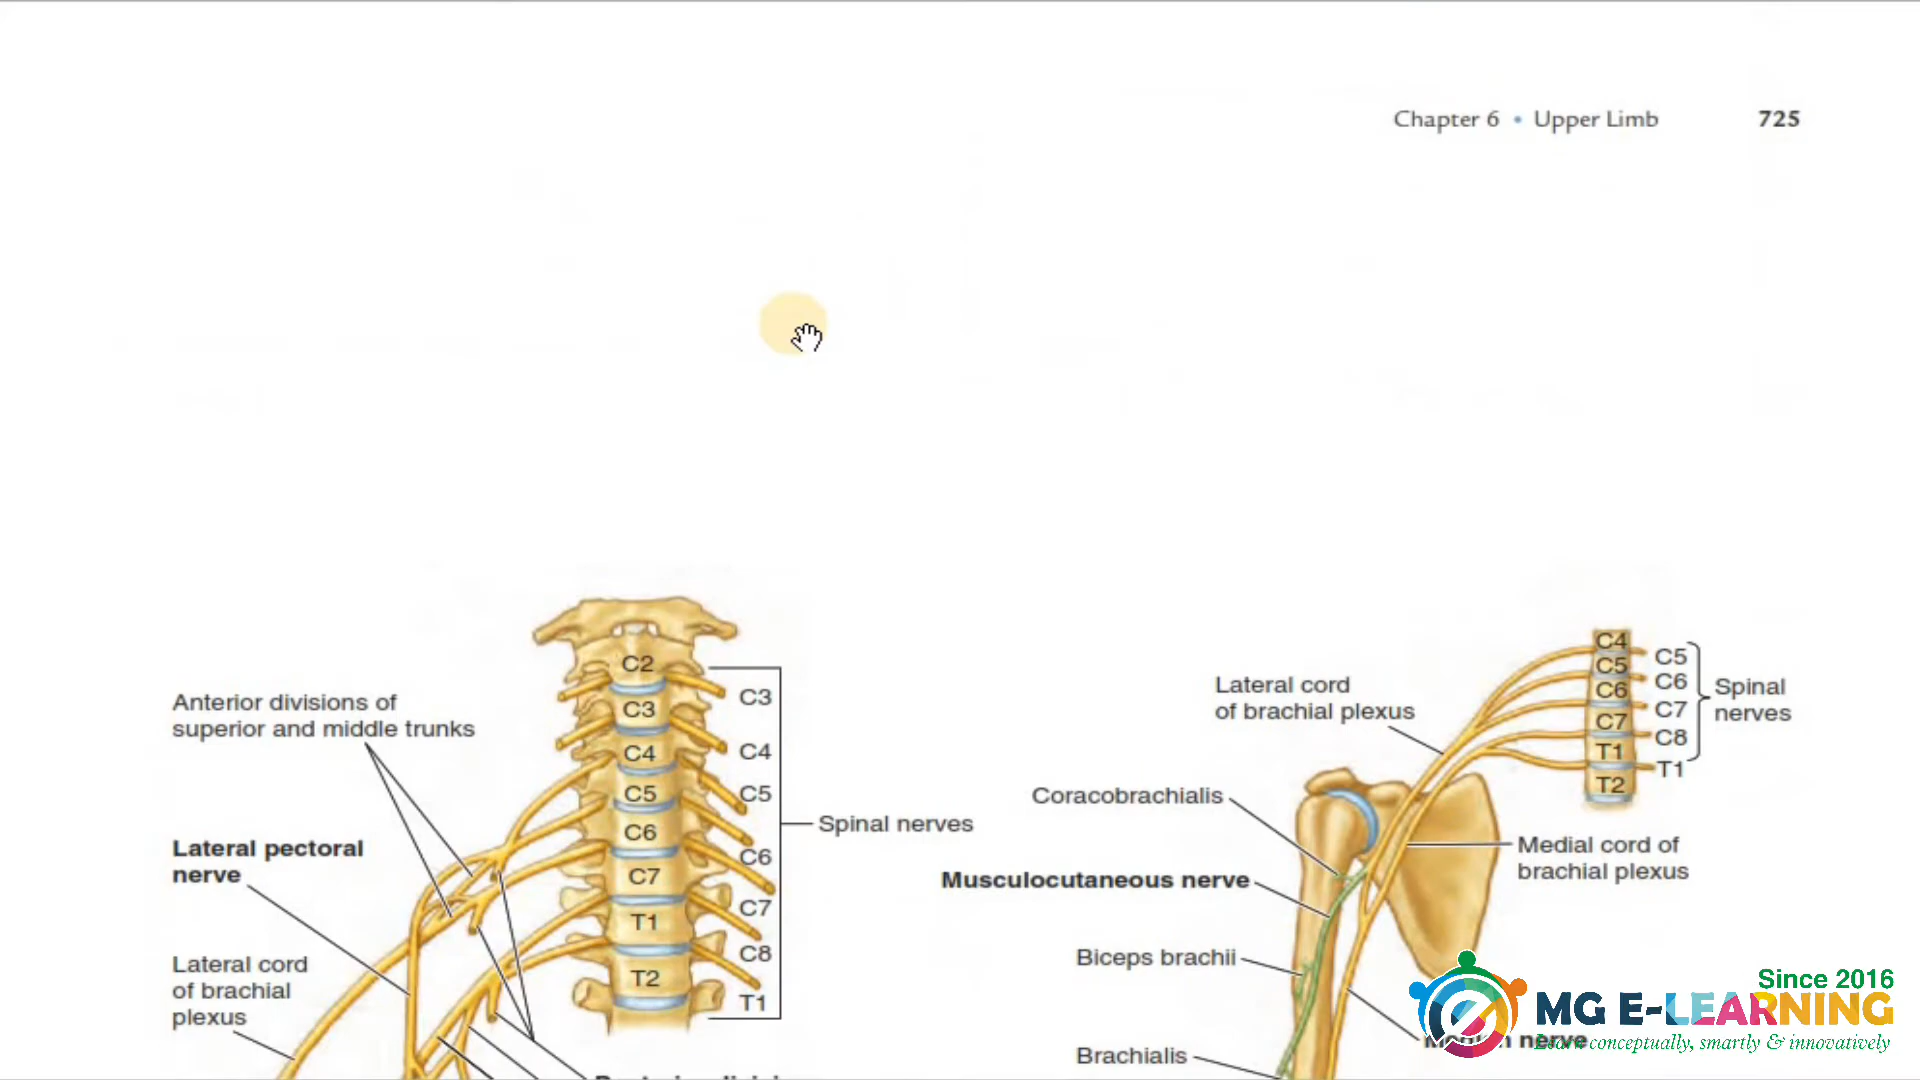 Chapter 6 • Upper Limb 725
C2
C3
C3
C4
C4
C5
C5
C6
C6
C7
C7
T1
C8
T2
T1
Spinal nerves
Anterior divisions of
superior and middle trunks
Lateral pectoral
nerve
Lateral cord
of brachial
plexus
C4
C5
C5
C6
C6
C7
C7
C8
T1
T1
T2
Spinal
nerves
Lateral cord
of brachial plexus
Coracobrachialis
Medial cord of
brachial plexus
Musculocutaneous nerve
Biceps brachii
Brachialis
nerve
Since 2016
MG E-LEARNING
Learn conceptually, smartly & innovatively